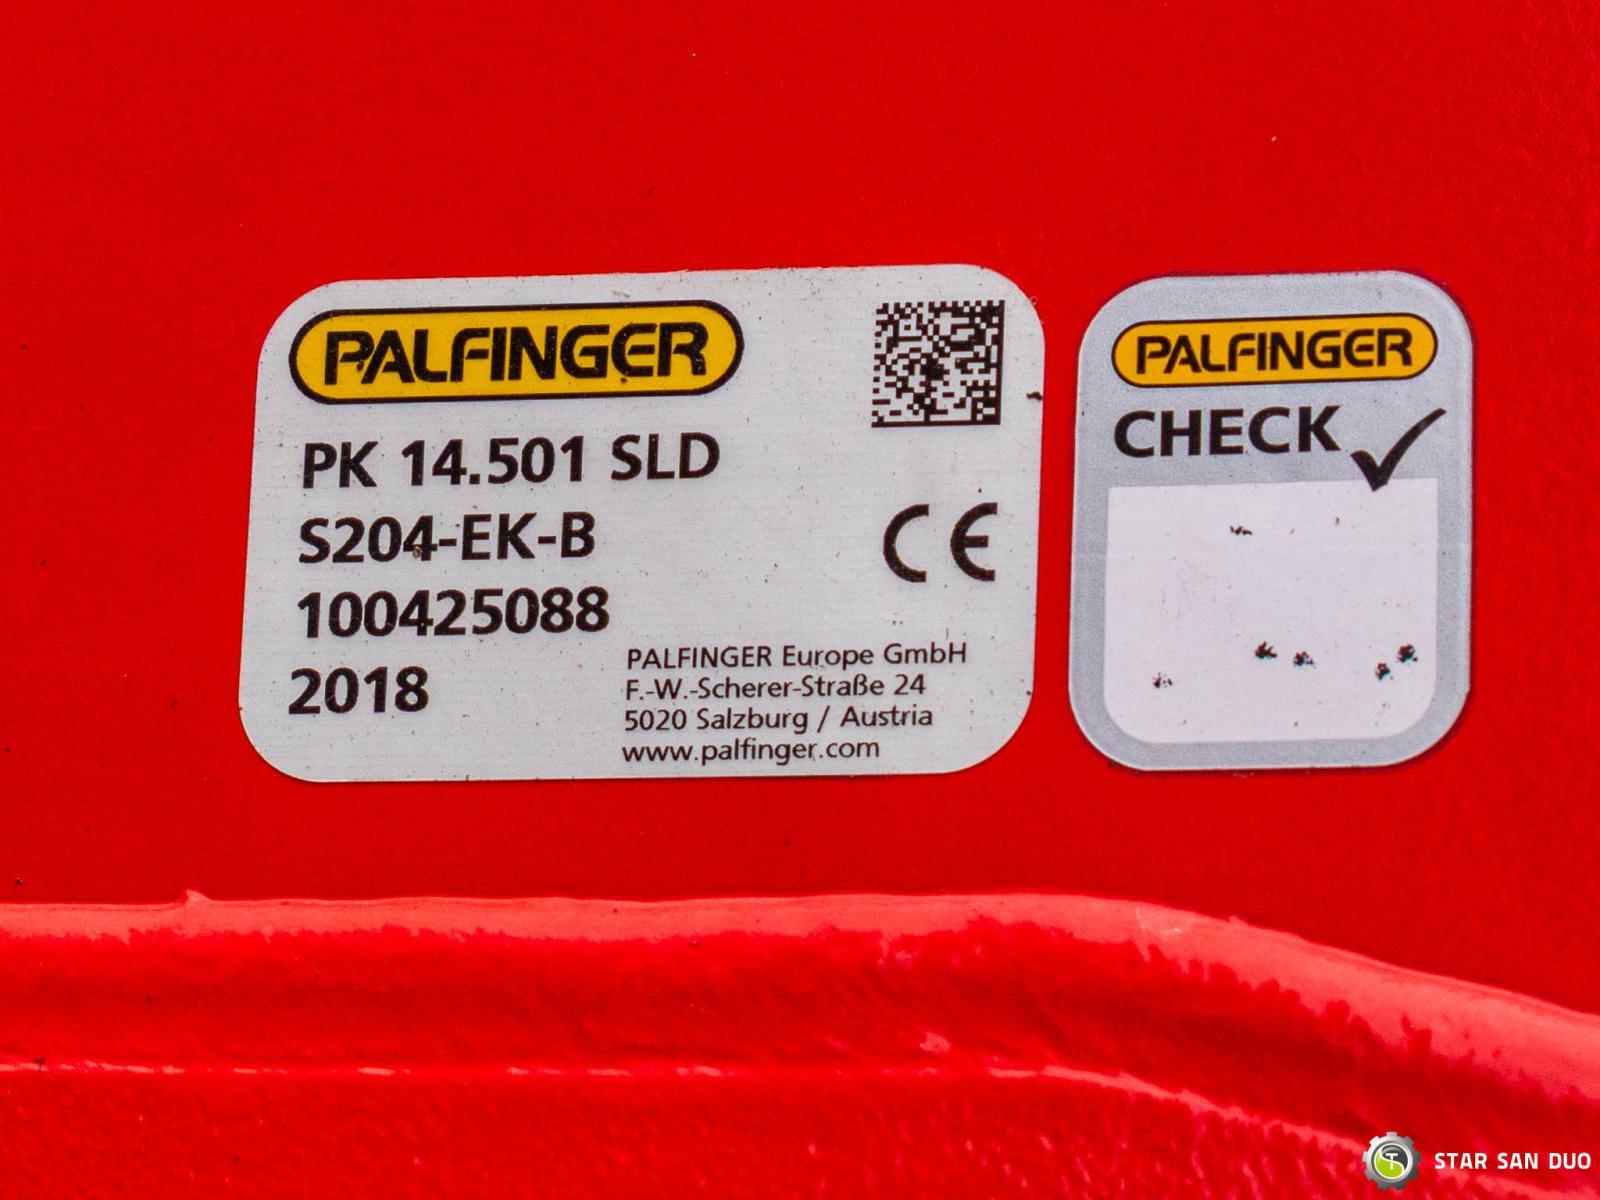 PALFINGER
PK 14.501 SLD
S204-EK-B
100425088
2018
CE
PALFINGER Europe GmbH
F.-W.-Scherer-Straße 24
5020 Salzburg / Austria
www.palfinger.com
PALFINGER
CHECK
STAR SAN DUO